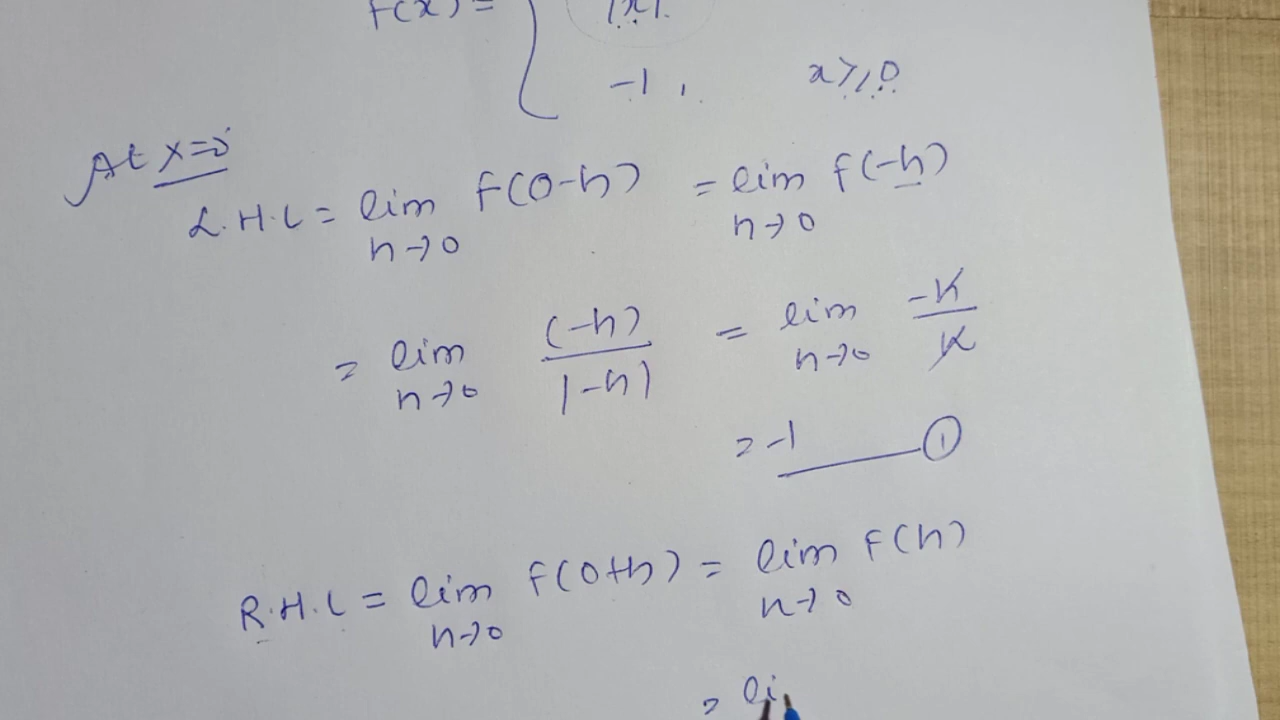 f(x) = { |x|
-1, x ≥ 0
At x=0
L.H.L = lim f(0-h) = lim f(-h)
h→0 h→0
= lim (-h)/|-h| = lim -h/h
h→0 h→0
= -1 ——— ①
R.H.L = lim f(0+h) = lim f(h)
h→0 h→0
= li